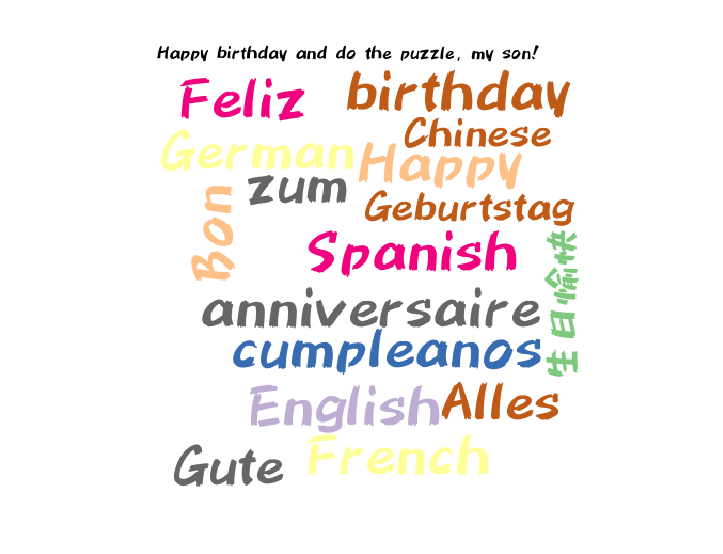 Happy birthday and do the puzzle, my son!
Feliz birthday
Chinese
German Happy
zum
Bon
Geburtstag
Spanish
生日愉快
anniversaire
cumpleanos
English Alles
French
Gute